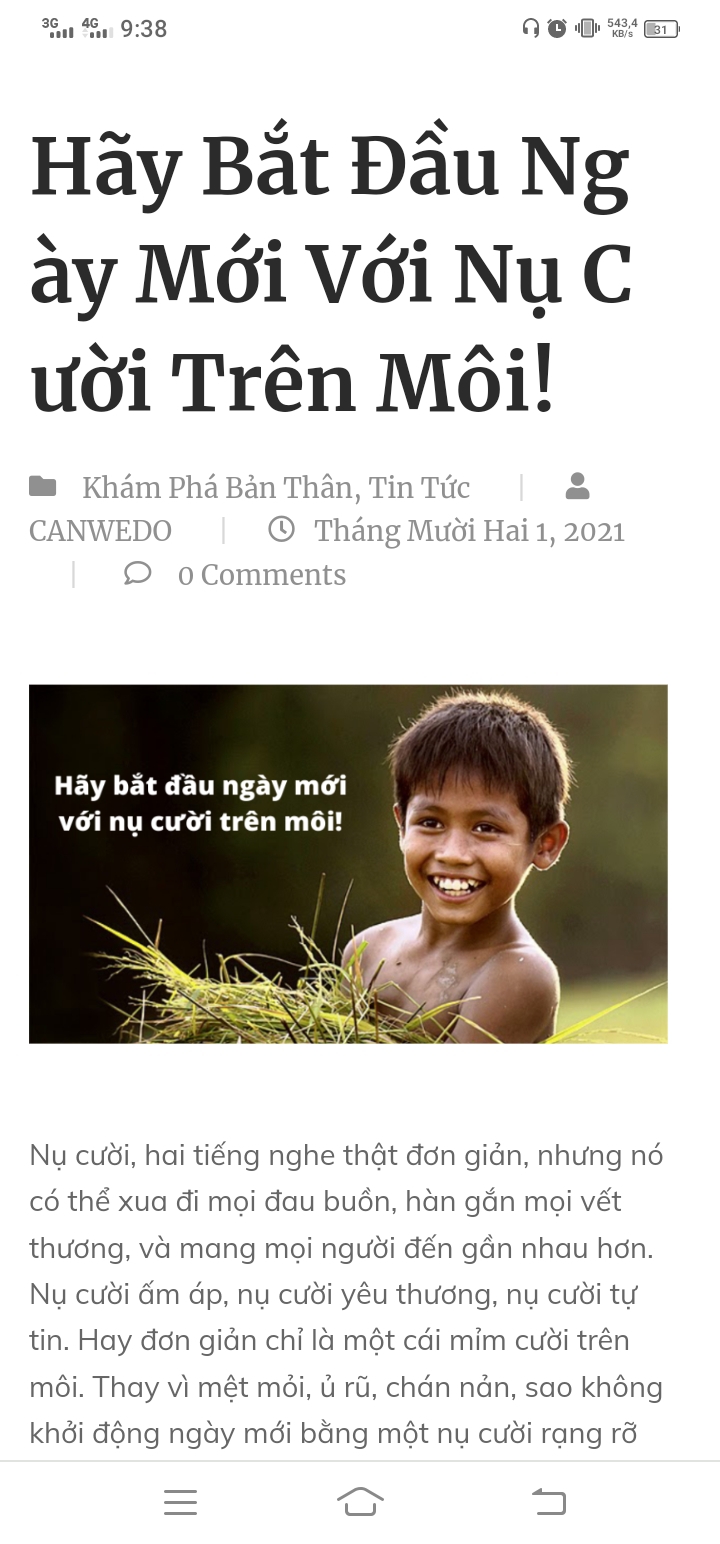 3G 4G 9:38 543,4 KB/s 31
Hãy Bắt Đầu Ng
ày Mới Với Nụ C
ười Trên Môi!
Khám Phá Bản Thân, Tin Tức |
CANWEDO | Tháng Mười Hai 1, 2021
| 0 Comments
Hãy bắt đầu ngày mới
với nụ cười trên môi!
Nụ cười, hai tiếng nghe thật đơn giản, nhưng nó
có thể xua đi mọi đau buồn, hàn gắn mọi vết
thương, và mang mọi người đến gần nhau hơn.
Nụ cười ấm áp, nụ cười yêu thương, nụ cười tự
tin. Hay đơn giản chỉ là một cái mỉm cười trên
môi. Thay vì mệt mỏi, ủ rũ, chán nản, sao không
khởi động ngày mới bằng một nụ cười rạng rỡ